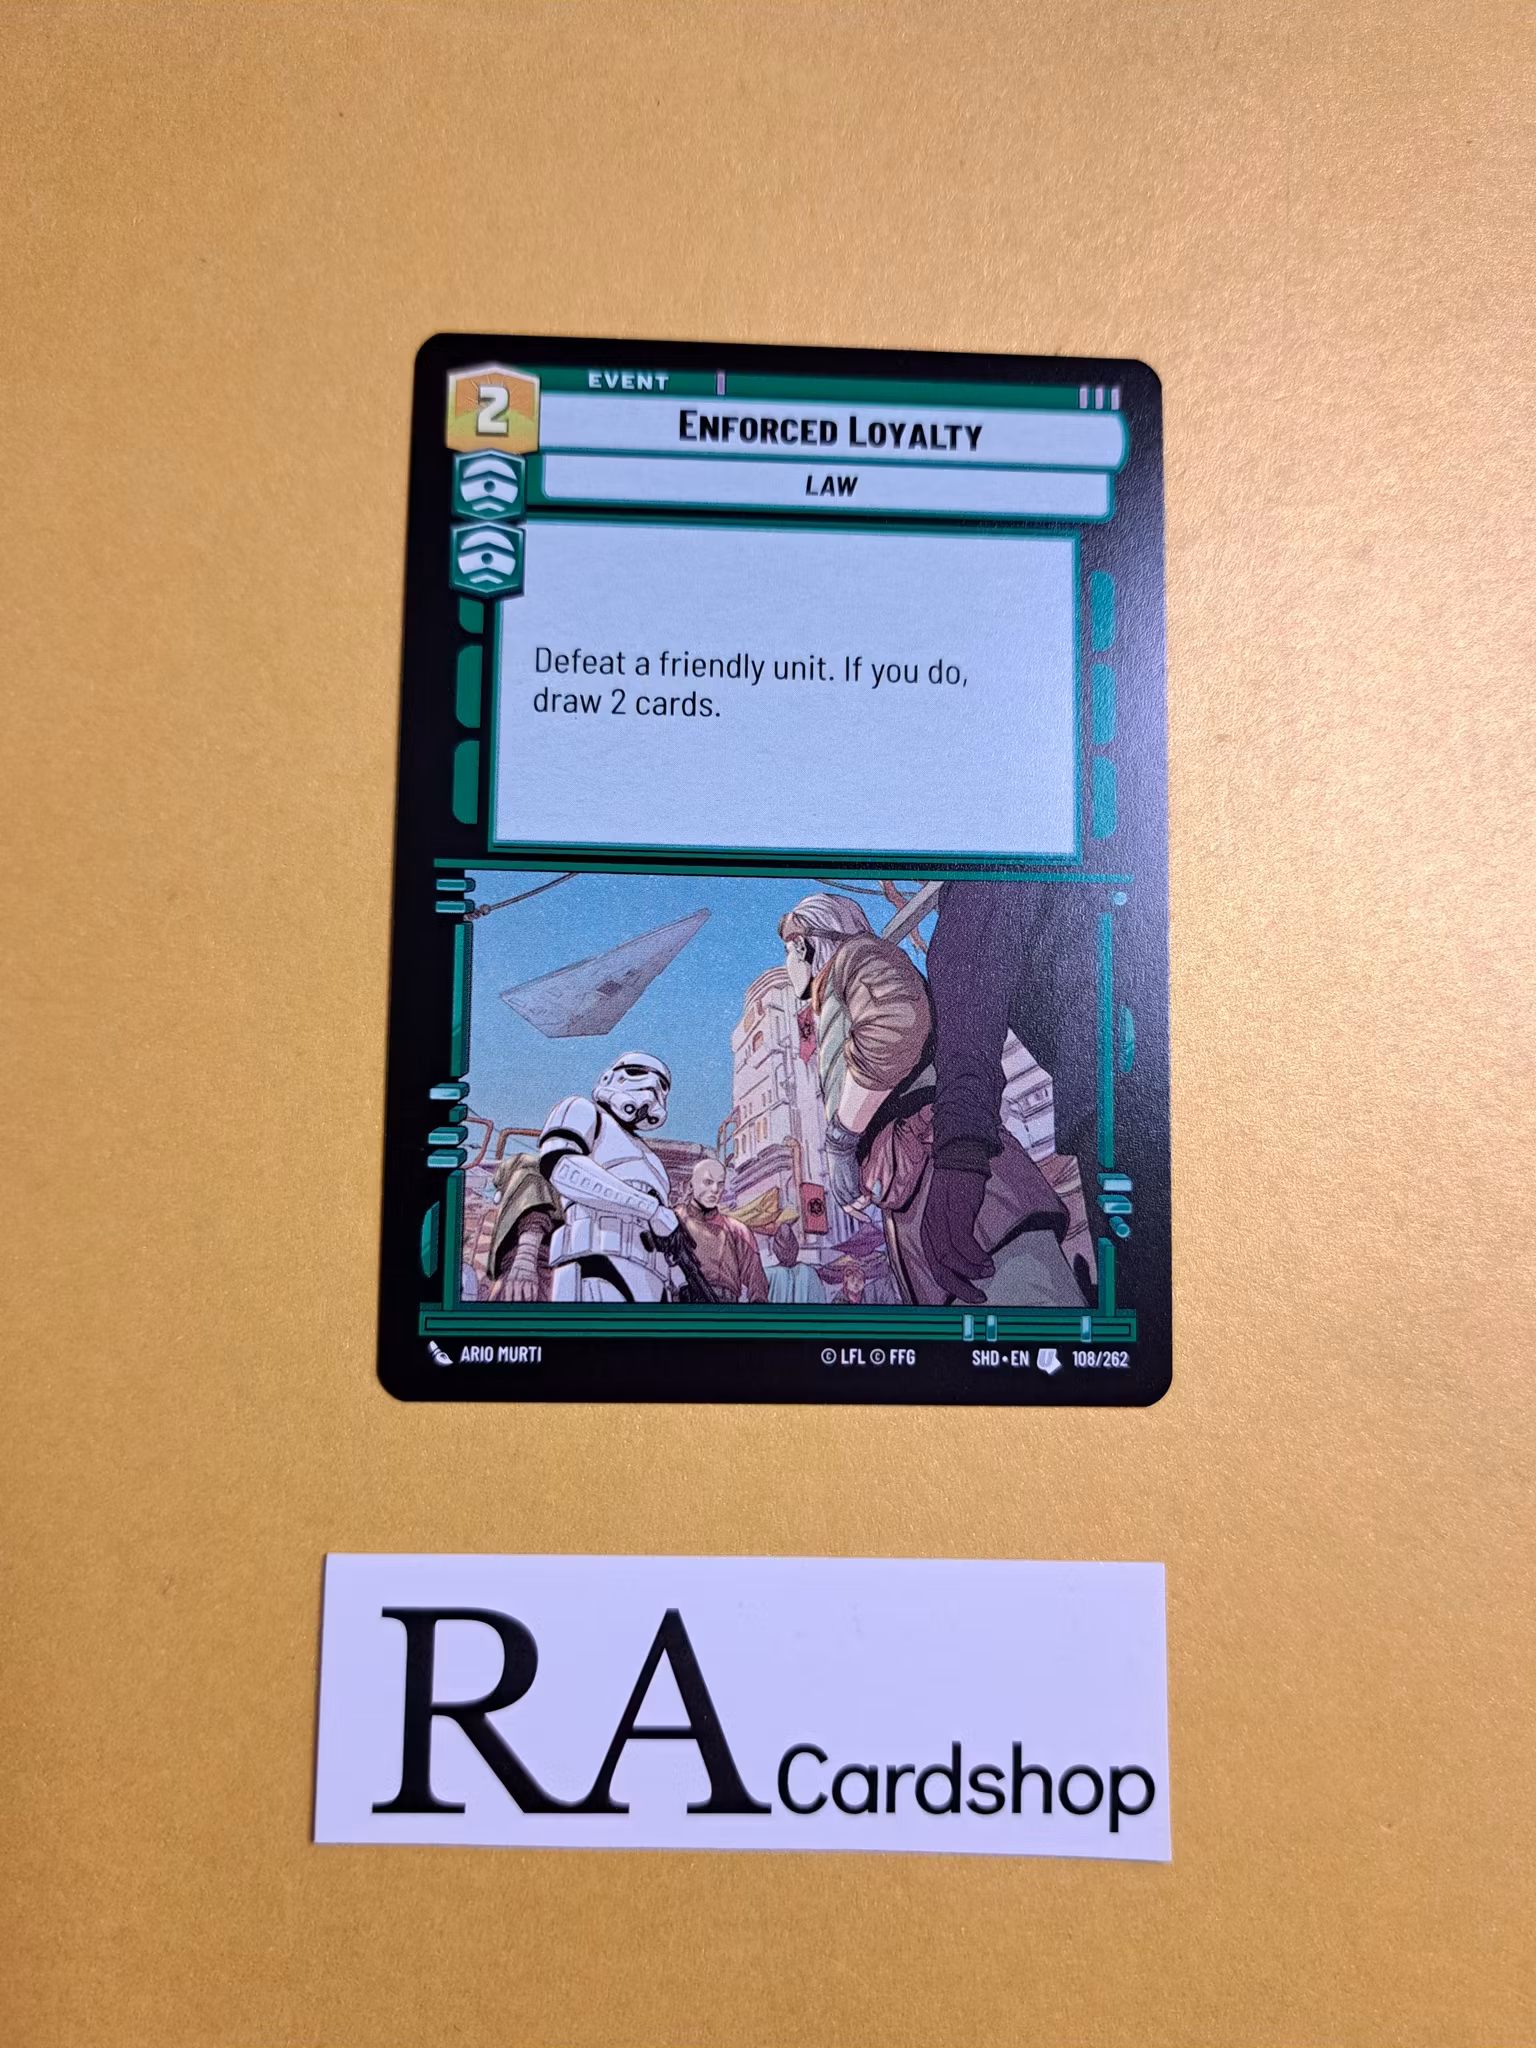 EVENT
2
ENFORCED LOYALTY
LAW
Defeat a friendly unit. If you do,
draw 2 cards.
ARIO MURTI
© LFL © FFG
SHD • EN U 108/262
RA Cardshop